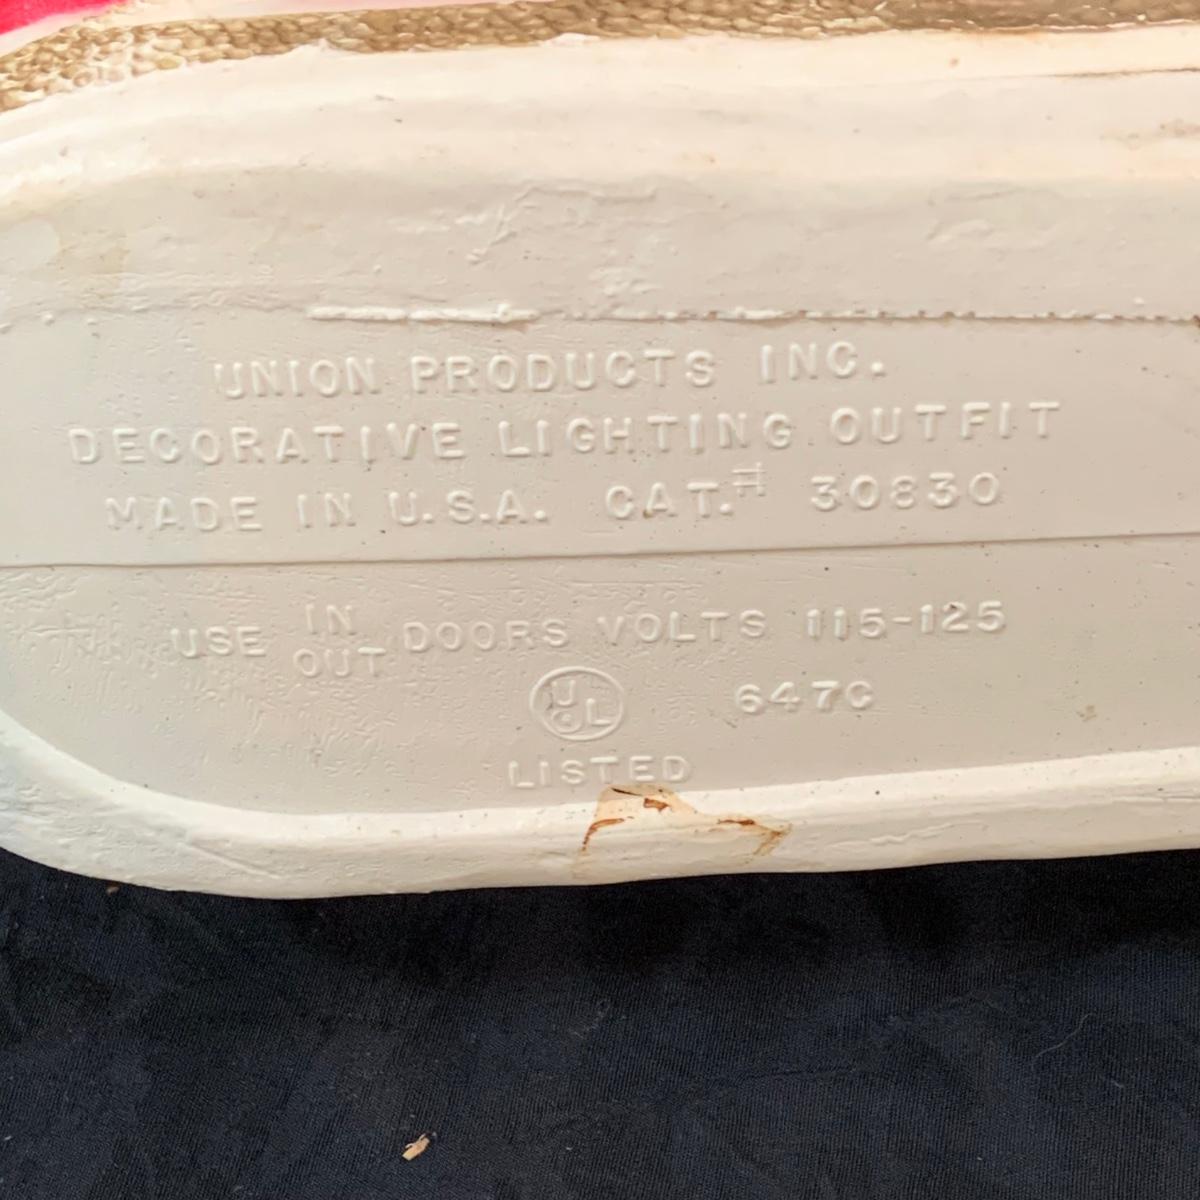 UNION PRODUCTS INC.
DECORATIVE LIGHTING OUTFIT
MADE IN U.S.A. CAT.# 30830
USE IN OUT DOORS VOLTS 115-125
UL 647C
LISTED